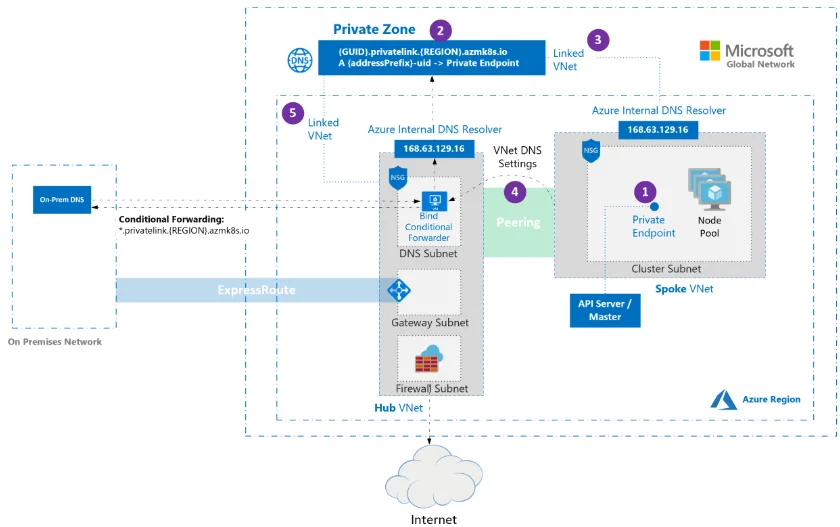 Private Zone
2
(GUID).privatelink.{REGION}.azmk8s.io
A (addressPrefix}-uid -> Private Endpoint
DNS
3
Linked
VNet
Microsoft
Global Network
5
Linked
VNet
Azure Internal DNS Resolver
168.63.129.16
Azure Internal DNS Resolver
168.63.129.16
VNet DNS
Settings
4
NSG
NSG
On-Prem DNS
Conditional Forwarding:
*.privatelink.{REGION}.azmk8s.io
Bind
Conditional
Forwarder
DNS Subnet
Peering
1
Private
Endpoint
Node
Pool
Cluster Subnet
Spoke VNet
API Server /
Master
ExpressRoute
Gateway Subnet
On Premises Network
Firewall Subnet
Hub VNet
Azure Region
Internet